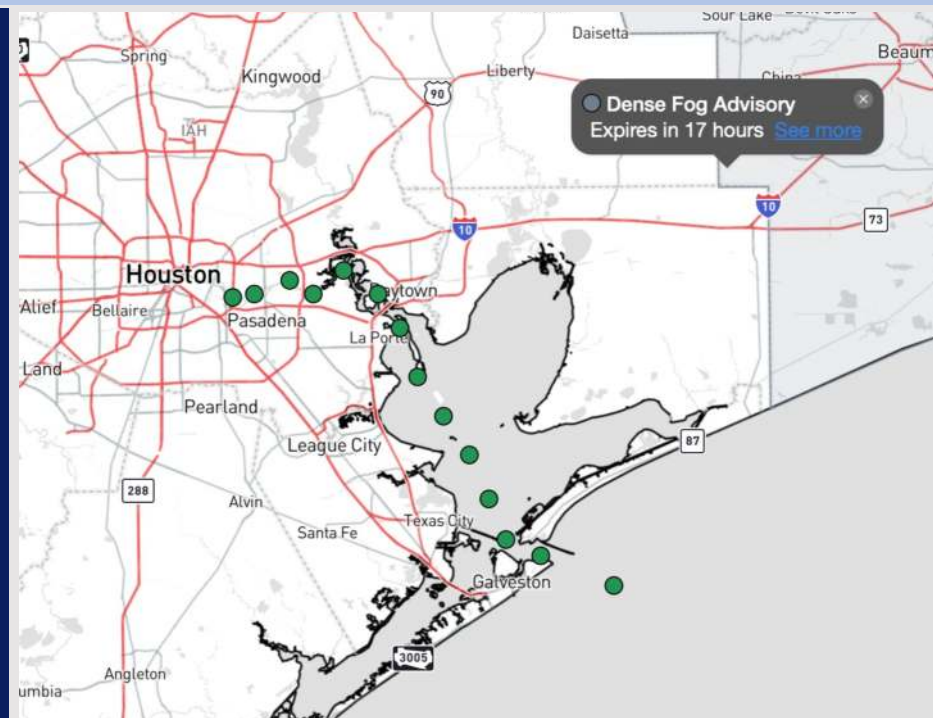 Sour Lake
Daisetta
Spring
Beaum
Kingwood
Liberty
China
90
Dense Fog Advisory
Expires in 17 hours See more
IAH
10
73
10
Houston
Baytown
Alief
Bellaire
Pasadena
La Porte
Land
Pearland
League City
87
288
Alvin
Texas City
Santa Fe
Galveston
3005
Angleton
umbia